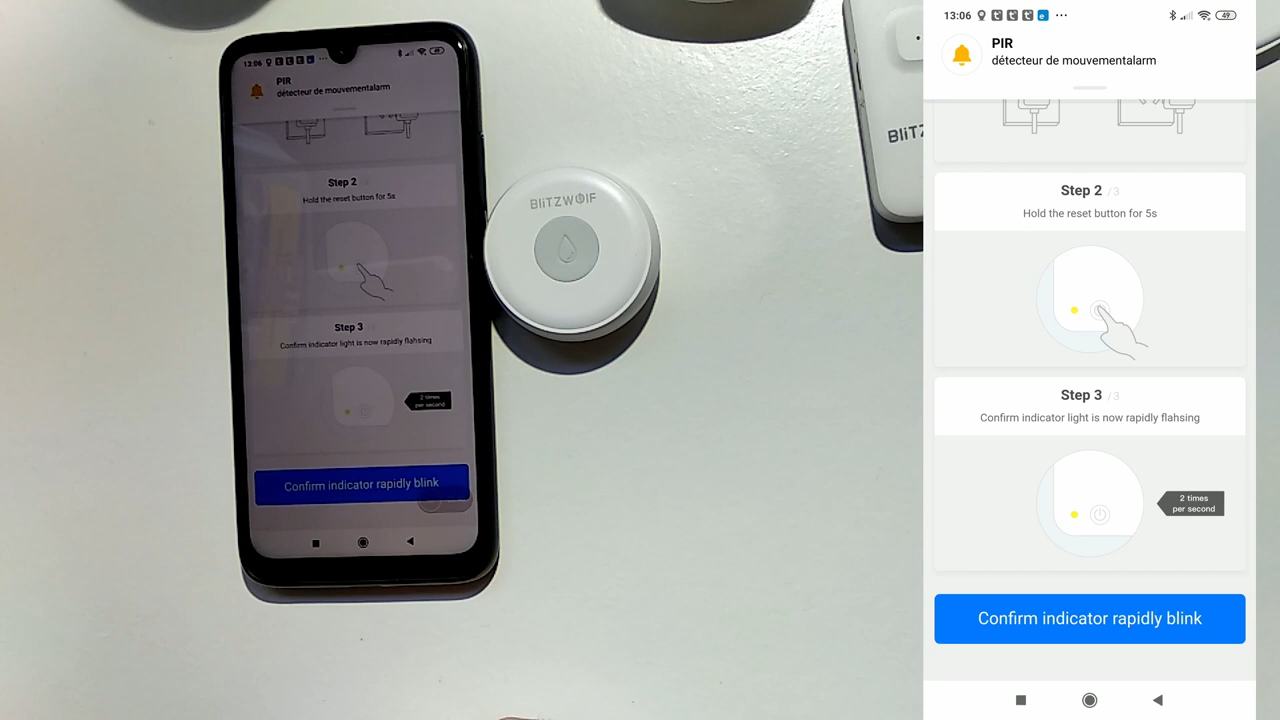 13:06
PIR
détecteur de mouvementalarm
Step 2
Hold the reset button for 5s
Step 3
Confirm indicator light is now rapidly flahsing
2 times
per second
Confirm indicator rapidly blink
BLITZWOLF
BLITZ
13:06
49
PIR
détecteur de mouvementalarm
Step 2 / 3
Hold the reset button for 5s
Step 3 / 3
Confirm indicator light is now rapidly flahsing
2 times
per second
Confirm indicator rapidly blink